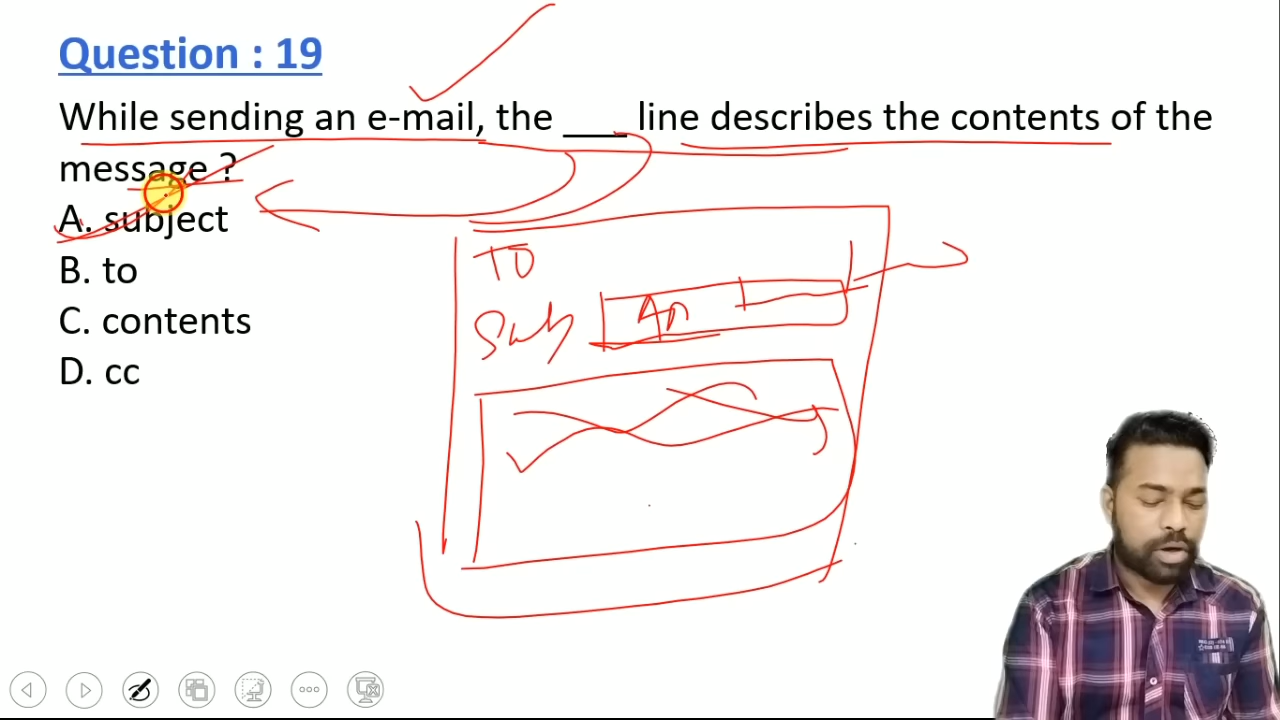 Question : 19
While sending an e-mail, the ____ line describes the contents of the
message ?
A. subject
B. to
C. contents
D. cc
TO
Sub